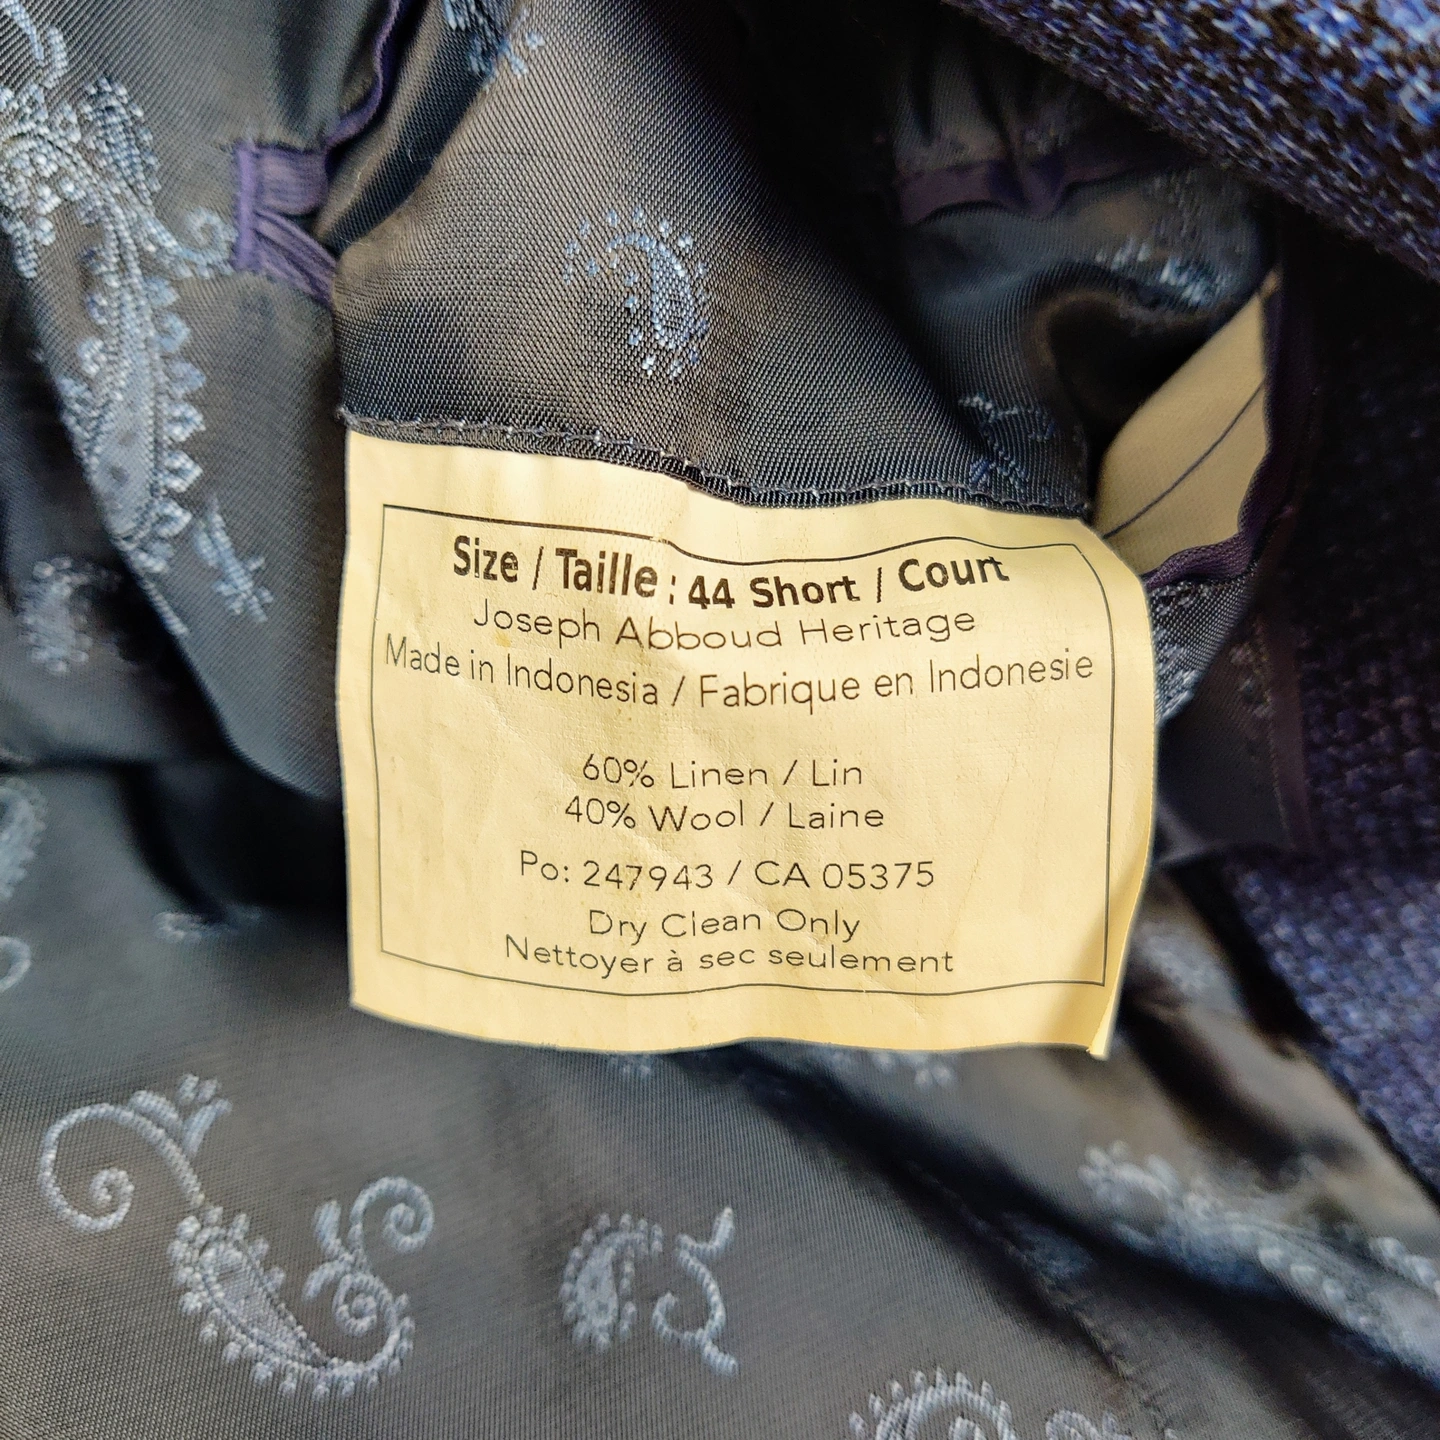 Size / Taille : 44 Short / Court
Joseph Abboud Heritage
Made in Indonesia / Fabrique en Indonesie
60% Linen / Lin
40% Wool / Laine
Po: 247943 / CA 05375
Dry Clean Only
Nettoyer à sec seulement